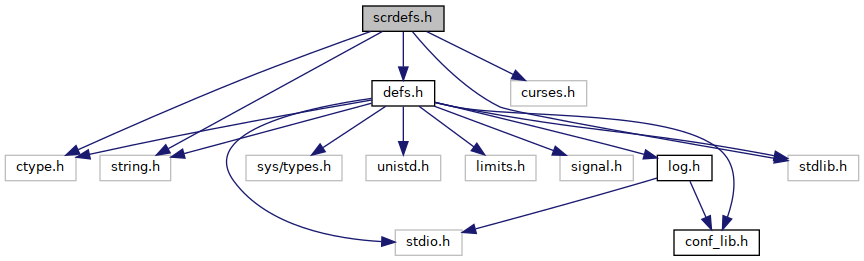 scrdefs.h
defs.h
curses.h
ctype.h
string.h
sys/types.h
unistd.h
limits.h
signal.h
log.h
stdlib.h
stdio.h
conf_lib.h